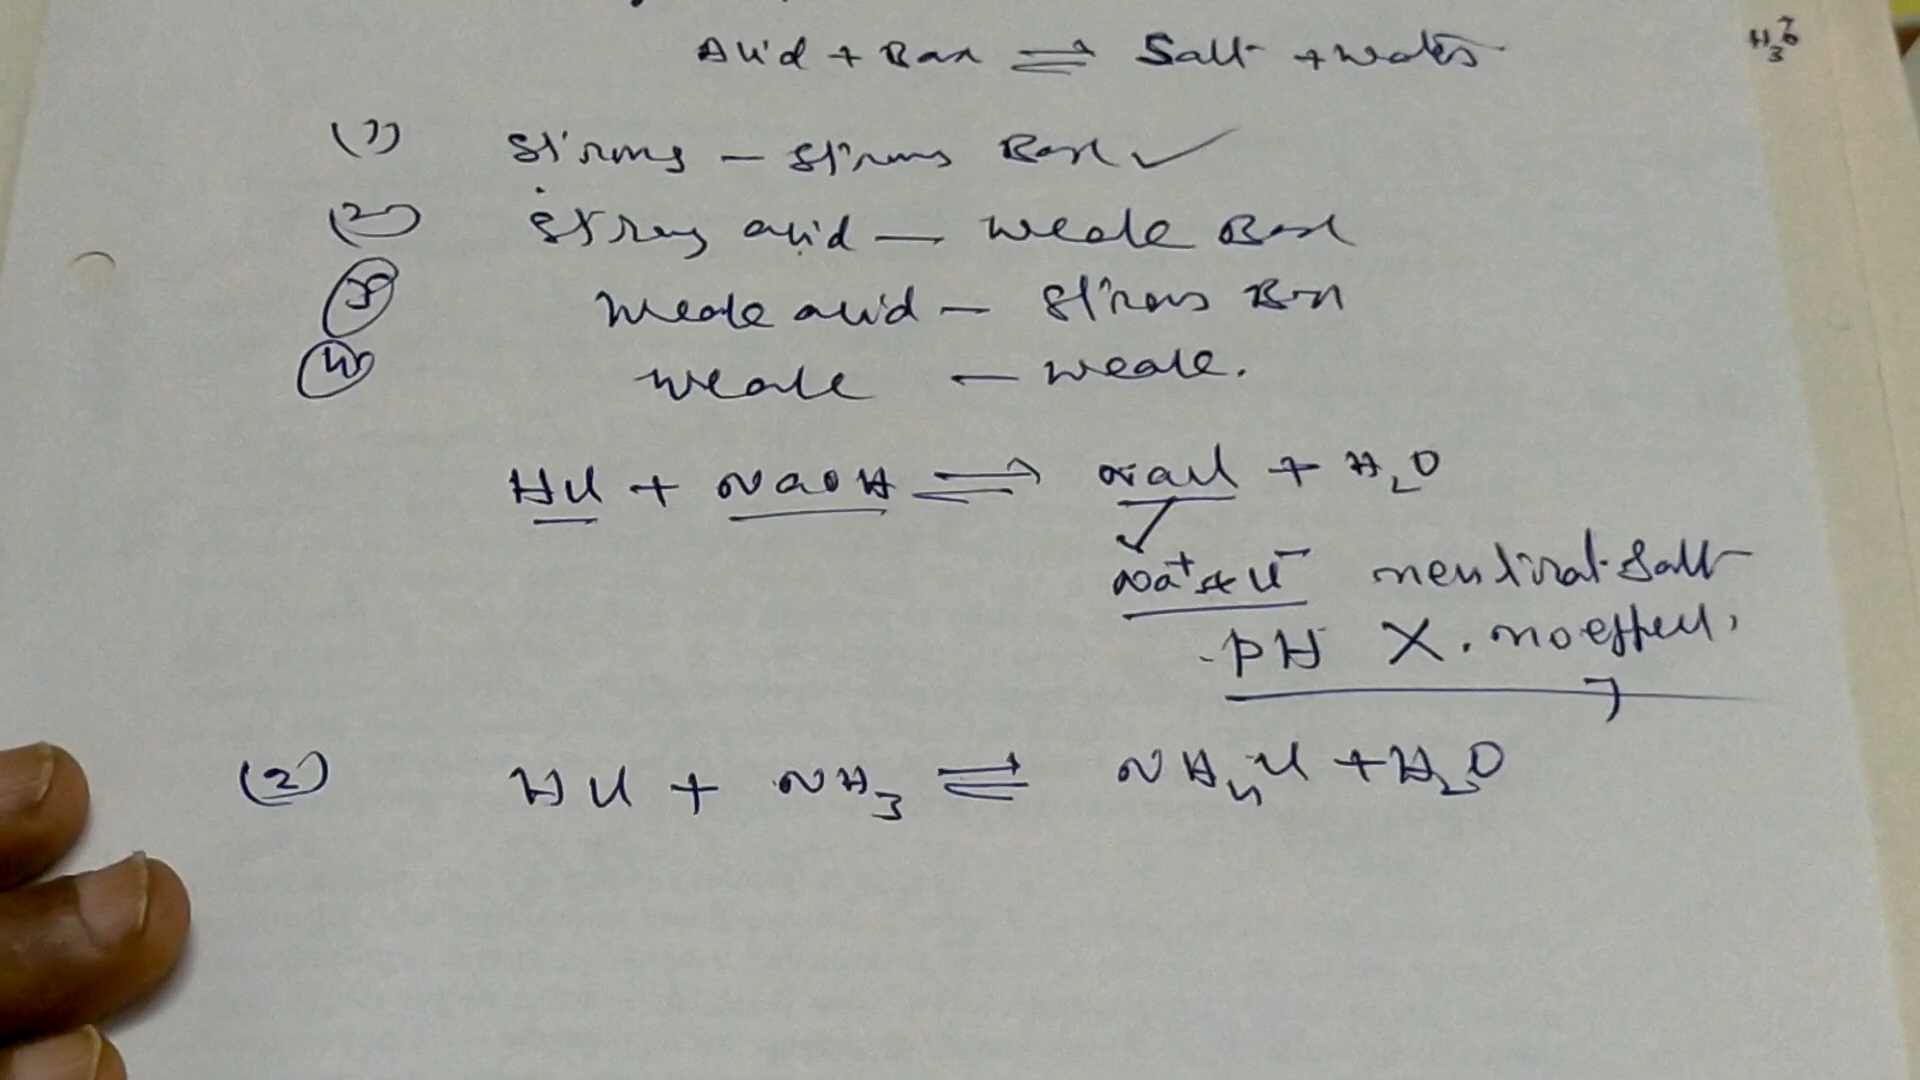 Acid + Base ⇌ Salt + water
H₃O⁺
(1) Strong – Strong Base ✓
(2) Strong acid – weak Base
(3) weak acid – Strong Base
(4) weak – weak.
HCl + NaOH ⇌ NaCl + H₂O
Na⁺ + Cl⁻ neutral salt
pH X. no effect,
(2) HCl + NH₃ ⇌ NH₄Cl + H₂O